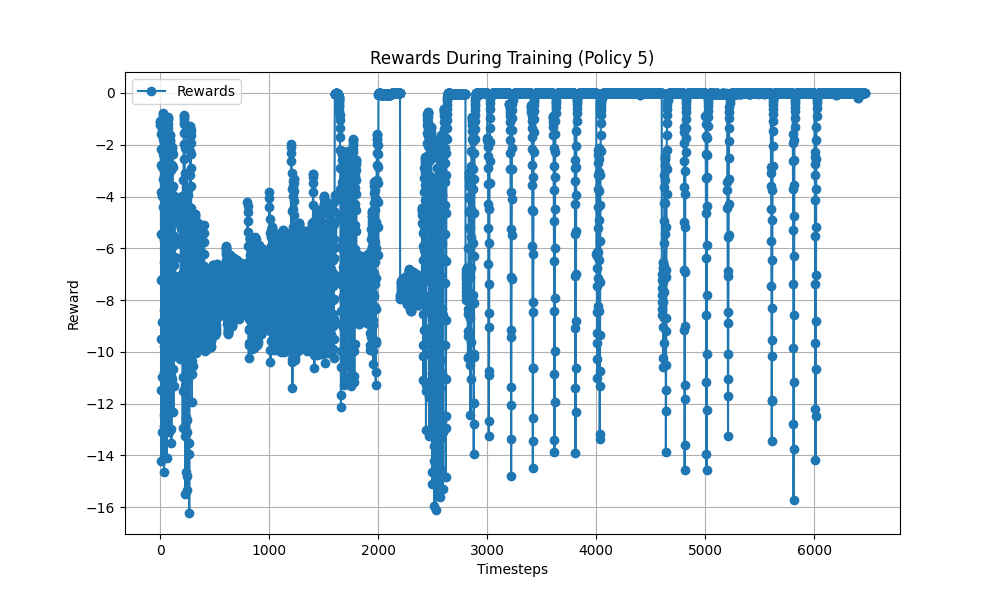 Rewards During Training (Policy 5)
Rewards
0
−2
−4
−6
−8
−10
−12
−14
−16
Reward
0 1000 2000 3000 4000 5000 6000
Timesteps